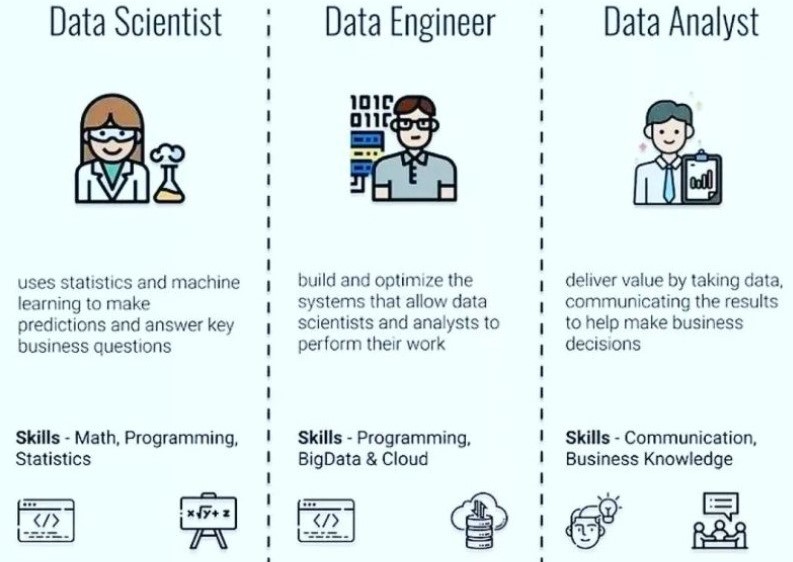 Data Scientist
uses statistics and machine
learning to make
predictions and answer key
business questions
Skills - Math, Programming,
Statistics
</>
x√y+ z
Data Engineer
101C
011C
build and optimize the
systems that allow data
scientists and analysts to
perform their work
Skills - Programming,
BigData & Cloud
</>
Data Analyst
deliver value by taking data,
communicating the results
to help make business
decisions
Skills - Communication,
Business Knowledge